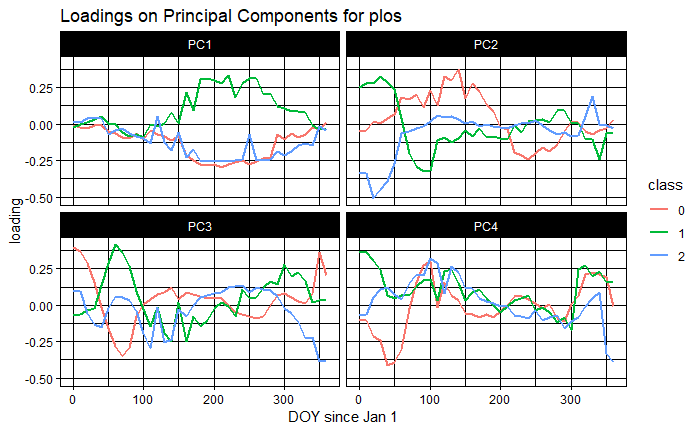 Loadings on Principal Components for plos
PC1
PC2
0.25
0.00
-0.25
-0.50
PC3
PC4
0.25
0.00
-0.25
-0.50
0
100
200
300
0
100
200
300
DOY since Jan 1
loading
class
0
1
2